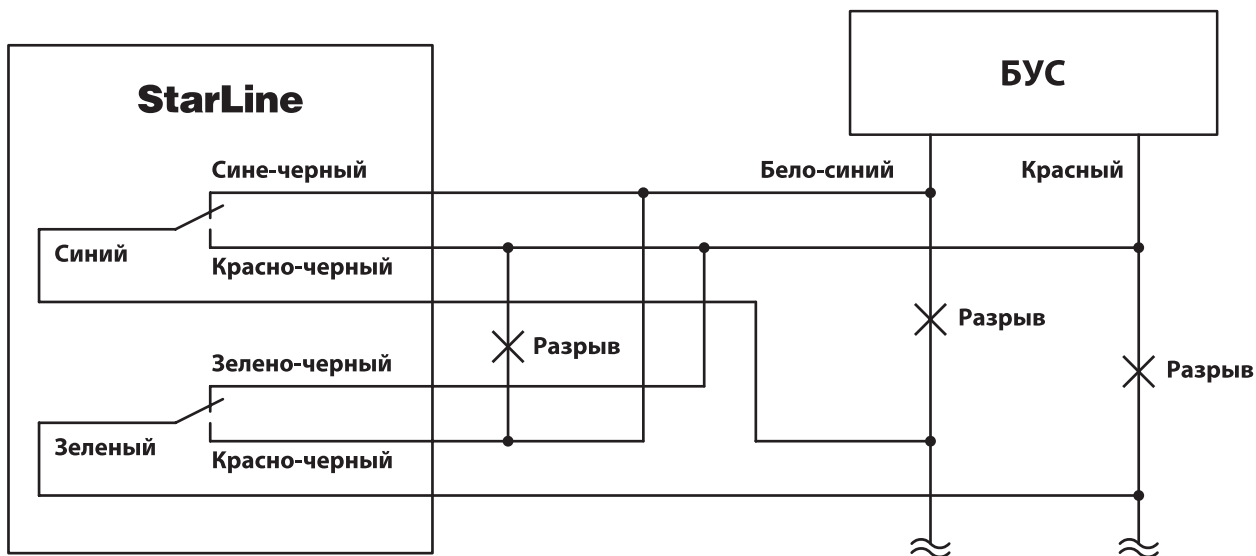 БУС
StarLine
Сине-черный
Бело-синий
Красный
Синий
Красно-черный
Разрыв
Разрыв
Зелено-черный
Разрыв
Зеленый
Красно-черный